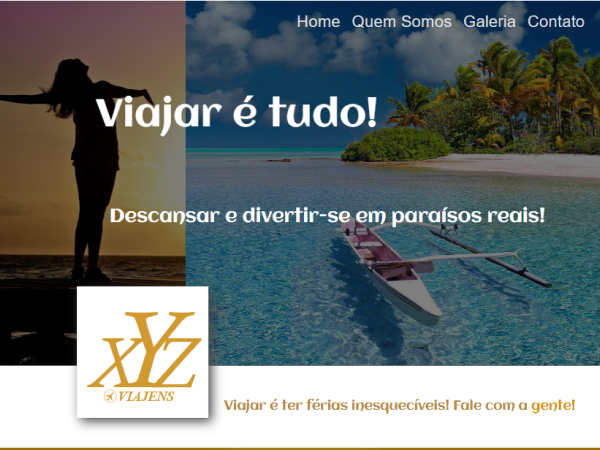 Home Quem Somos Galeria Contato
Viajar é tudo!
Descansar e divertir-se em paraísos reais!
XYZ
VIAJENS
Viajar é ter férias inesquecíveis! Fale com a gente!